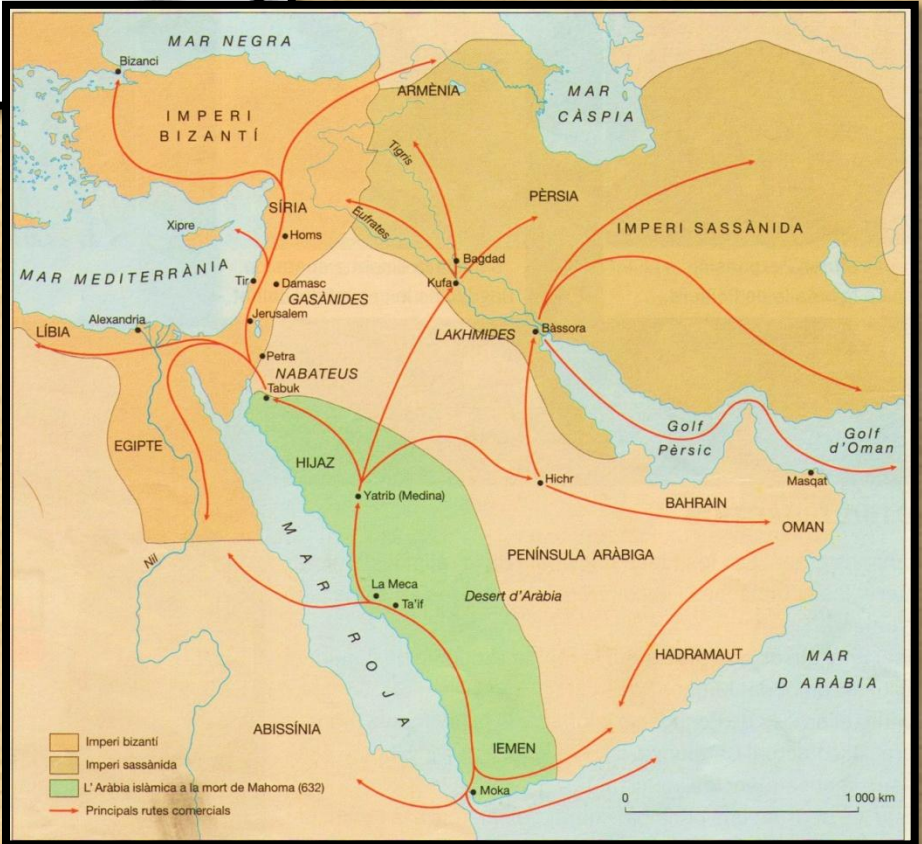 MAR NEGRA
Bizanci
IMPERI
BIZANTÍ
ARMÈNIA
MAR
CÀSPIA
Tigris
PÈRSIA
SÍRIA
Eufrates
IMPERI SASSÀNIDA
Xipre
Homs
MAR MEDITERRÀNIA
Bagdad
Tir
Damasc
Kufa
GASÀNIDES
Jerusalem
Alexandria
LÍBIA
LAKHMIDES
Bàssora
Petra
NABATEUS
Tabuk
Golf
Pèrsic
Golf
d'Oman
EGIPTE
HIJAZ
Hichr
Masqat
Yatrib (Medina)
BAHRAIN
OMAN
MAR ROJA
PENÍNSULA ARÀBIGA
Nil
La Meca
Ta'if
Desert d'Aràbia
HADRAMAUT
MAR
D ARÀBIA
ABISSÍNIA
IEMEN
Moka
Imperi bizantí
Imperi sassànida
L' Aràbia islàmica a la mort de Mahoma (632)
Principals rutes comercials
0 1 000 km